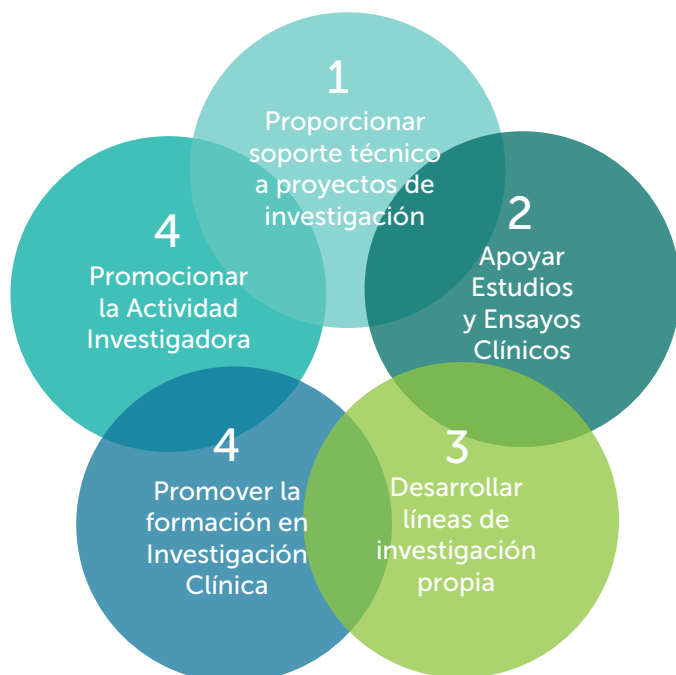 1
Proporcionar
soporte técnico
a proyectos de
investigación
2
Apoyar
Estudios
y Ensayos
Clínicos
3
Desarrollar
líneas de
investigación
propia
4
Promover la
formación en
Investigación
Clínica
4
Promocionar
la Actividad
Investigadora